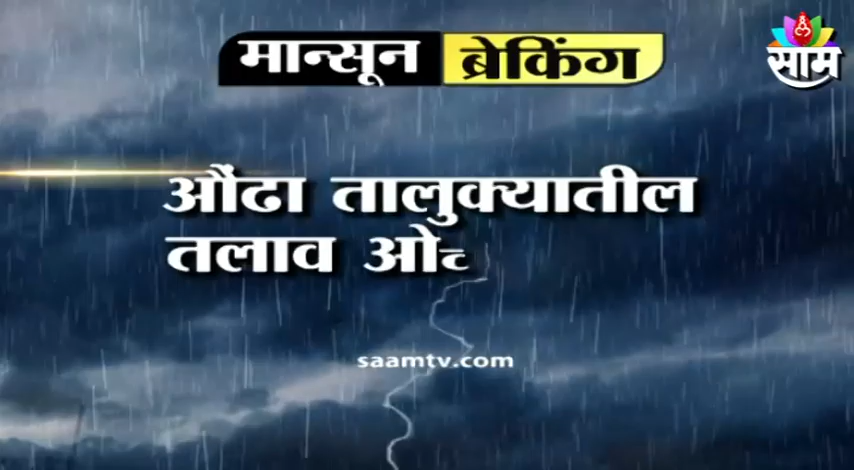 मान्सून ब्रेकिंग
साम
औंढा तालुक्यातील
तलाव
saamtv.com